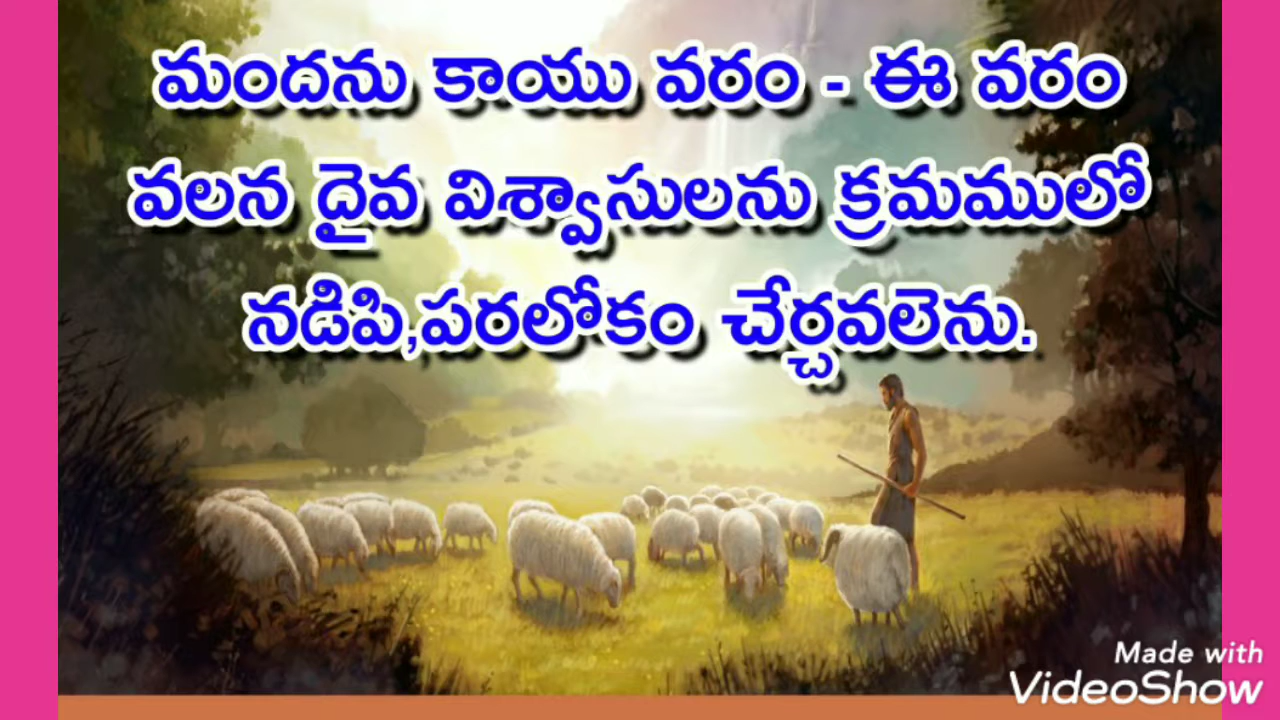 మందను కాయు వరం - ఈ వరం
వలన దైవ విశ్వాసులను క్రమములో
నడిపి,పరలోకం చేర్చవలెను.
Made with
VideoShow